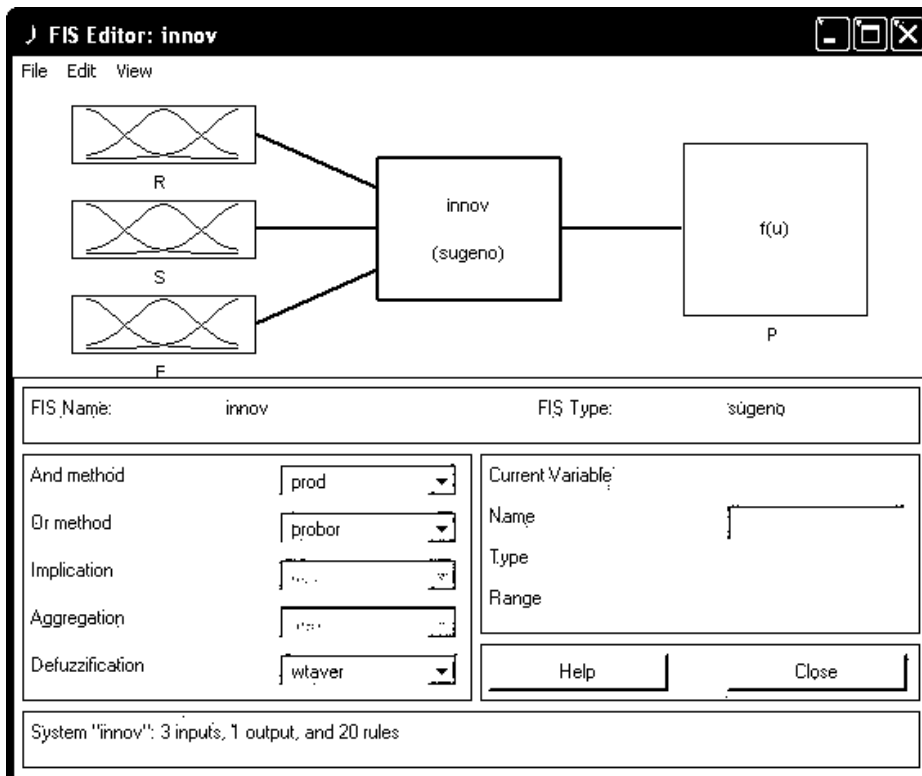 FIS Editor: innov
File Edit View
R
innov
f(u)
S
(sugeno)
P
FIS Name: innov FIS Type: sugeno
And method prod
Or method probor
Implication
Aggregation
Defuzzification wtaver
Current Variable
Name
Type
Range
Help Close
System "innov": 3 inputs, 1 output, and 20 rules